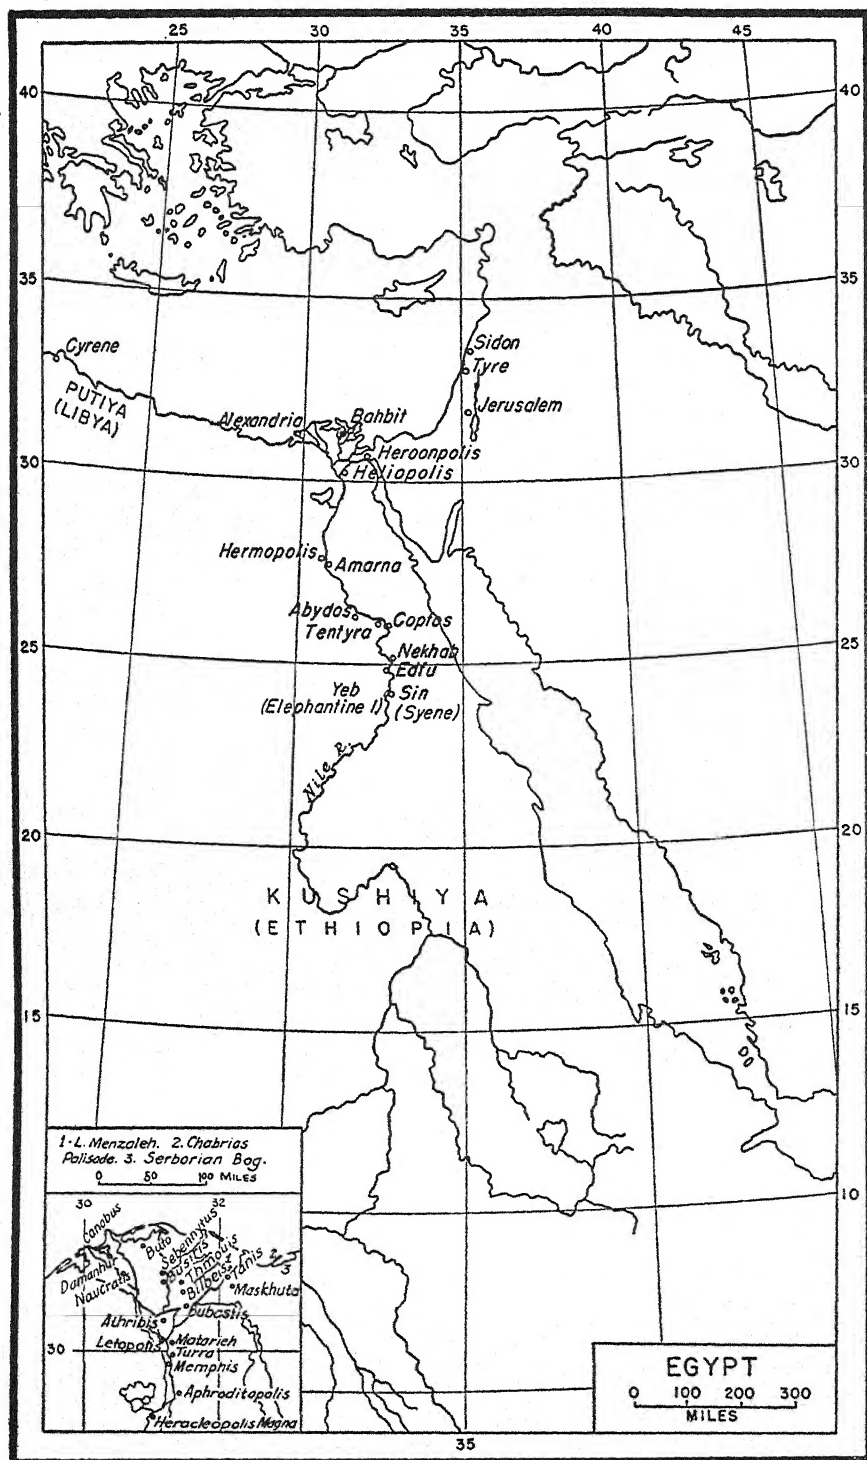 25 30 35 40 45
40 40
35 35
Cyrene
PUTIYA
(LIBYA)
Sidon
Tyre
Jerusalem
Alexandria
Bahbit
Heroonpolis
Heliopolis
30 30
Hermopolis
Amarna
Abydos
Tentyra
Coptos
25 25
Nekhab
Edfu
Yeb
(Elephantine I)
Sin
(Syene)
Nile R.
20 20
KUSHIYA
(ETHIOPIA)
15 15
10
1-L. Menzaleh. 2. Chabrias
Palisade. 3. Serborian Bog.
0 50 100 MILES
30 32
Canobus
Buto
Sebennytus
Busiris
Thmouis
Bilbeis
1
Tanis
2
3
Damanhur
Naucratis
Maskhuta
Bubastis
Athribis
Letopolis
Matarieh
30
Turra
Memphis
Aphroditopolis
Heracleopolis Magna
35
EGYPT
0 100 200 300
MILES